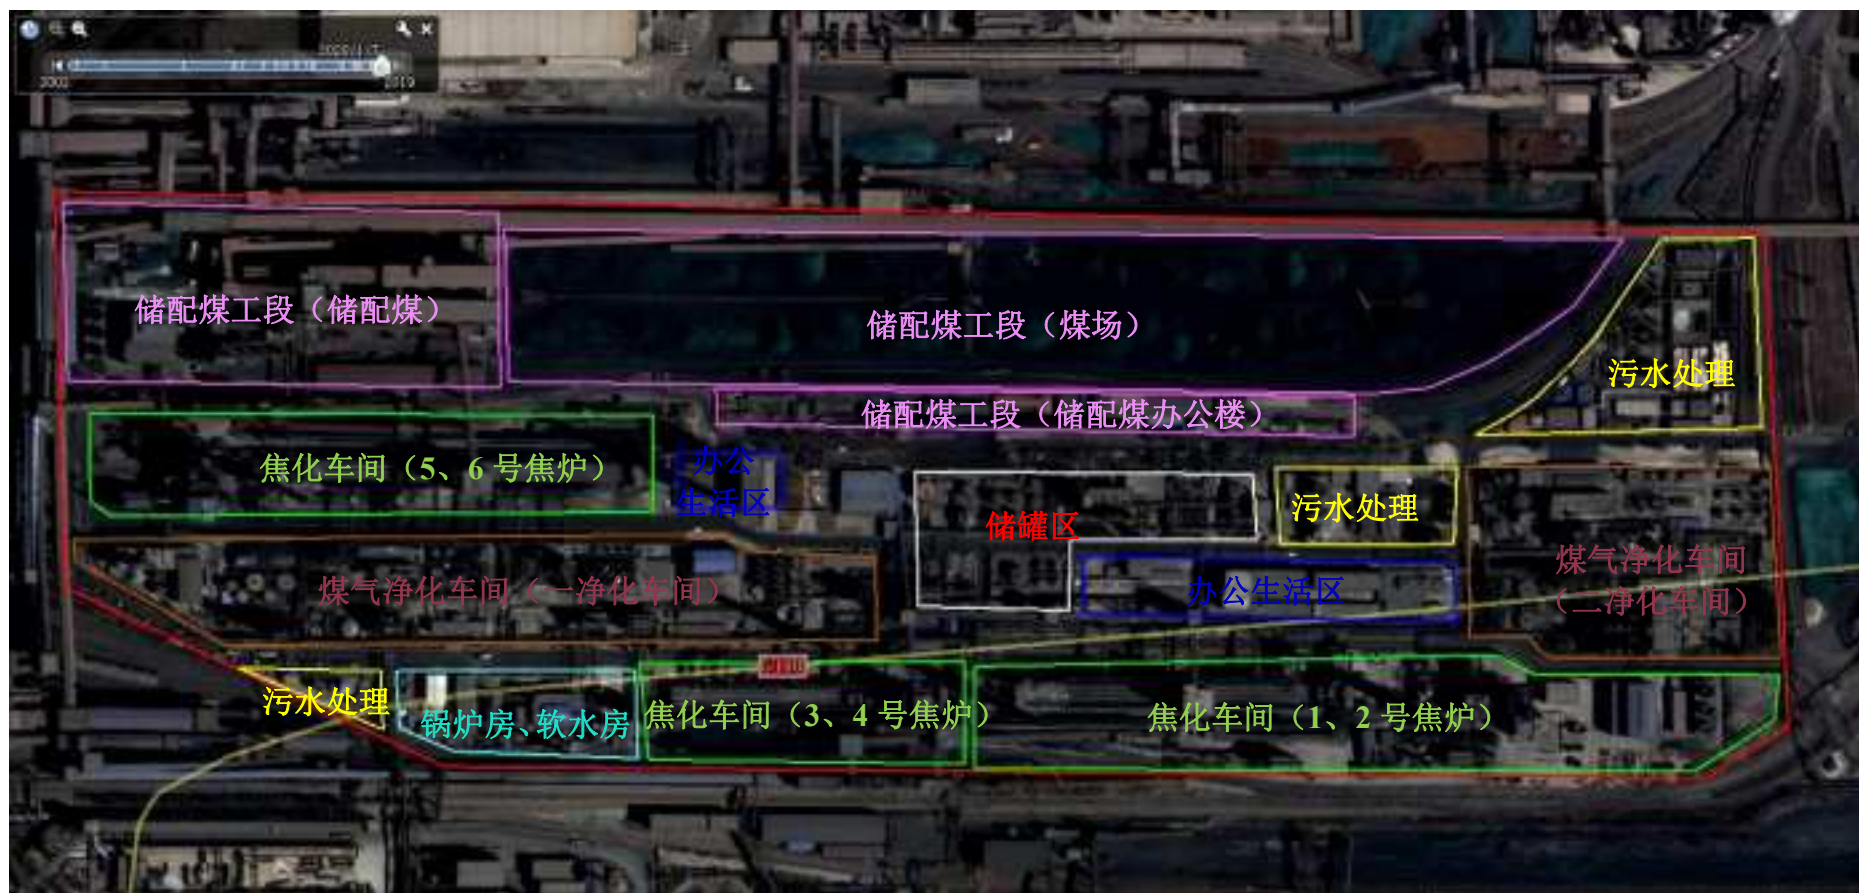 储配煤工段（储配煤）
储配煤工段（煤场）
污水处理
储配煤工段（储配煤办公楼）
焦化车间（5、6 号焦炉）
办公
生活区
储罐区
污水处理
煤气净化车间
（二净化车间）
煤气净化车间（一净化车间）
办公生活区
污水处理
锅炉房、软水房
焦化车间（3、4 号焦炉）
焦化车间（1、2 号焦炉）